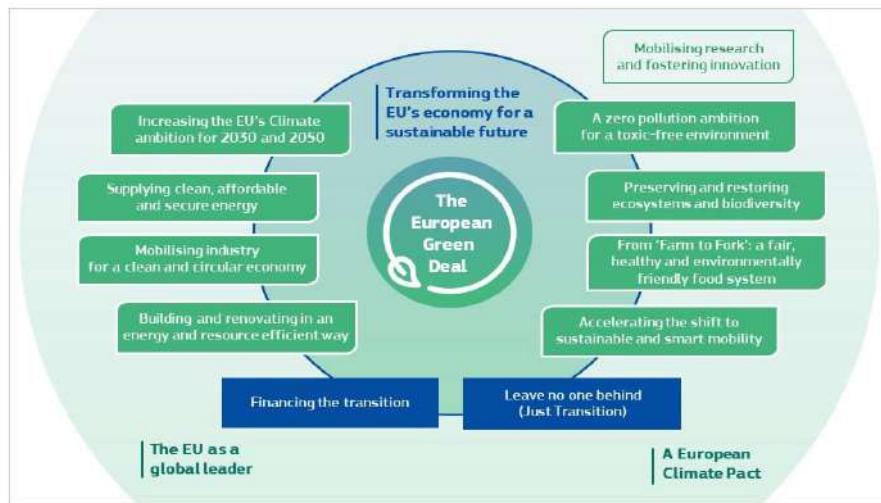 Mobilising research
and fostering innovation
Transforming the
EU's economy for a
sustainable future
Increasing the EU's Climate
ambition for 2030 and 2050
A zero pollution ambition
for a toxic-free environment
Supplying clean, affordable
and secure energy
The
European
Green
Deal
Preserving and restoring
ecosystems and biodiversity
Mobilising industry
for a clean and circular economy
From 'Farm to Fork': a fair,
healthy and environmentally
friendly food system
Building and renovating in an
energy and resource efficient way
Accelerating the shift to
sustainable and smart mobility
Financing the transition
Leave no one behind
(Just Transition)
The EU as a
global leader
A European
Climate Pact